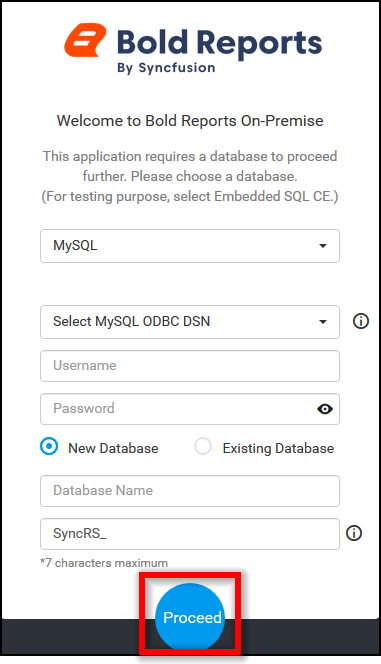 Bold Reports
By Syncfusion
Welcome to Bold Reports On-Premise
This application requires a database to proceed
further. Please choose a database.
(For testing purpose, select Embedded SQL CE.)
MySQL
Select MySQL ODBC DSN
Username
Password
New Database Existing Database
Database Name
SyncRS_
*7 characters maximum
Proceed